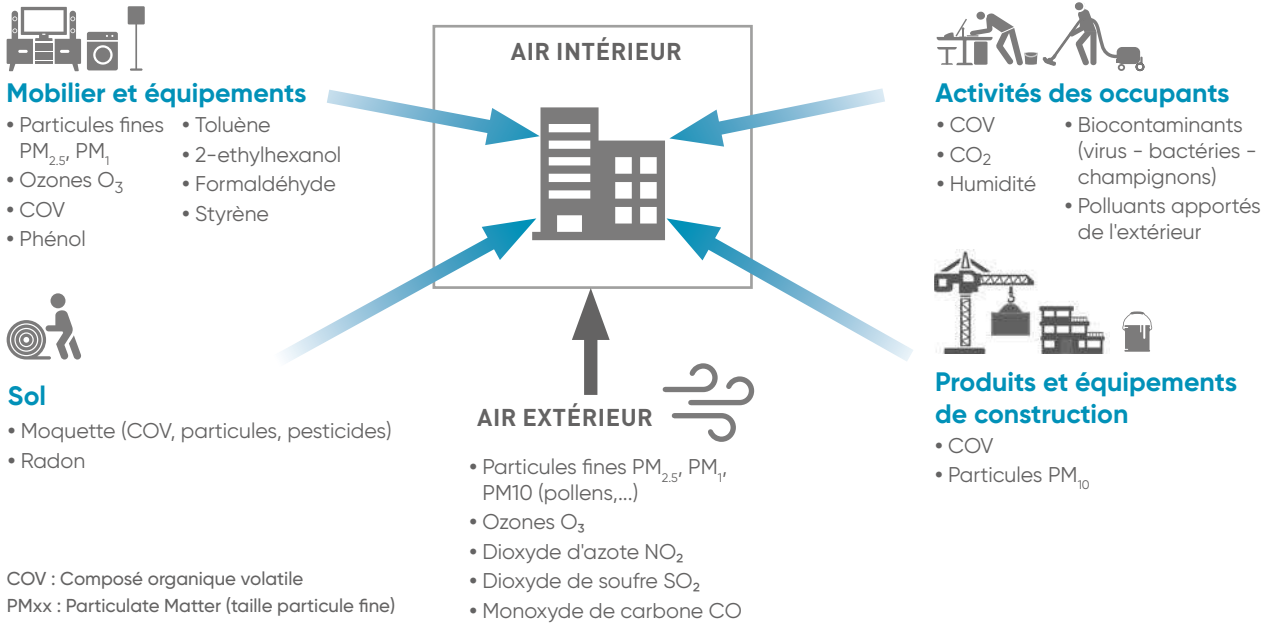 AIR INTÉRIEUR
Mobilier et équipements
• Particules fines
PM2.5, PM1
• Ozones O3
• COV
• Phénol
• Toluène
• 2-ethylhexanol
• Formaldéhyde
• Styrène
Activités des occupants
• COV
• CO2
• Humidité
• Biocontaminants
(virus - bactéries -
champignons)
• Polluants apportés
de l'extérieur
Sol
• Moquette (COV, particules, pesticides)
• Radon
AIR EXTÉRIEUR
• Particules fines PM2.5, PM1,
PM10 (pollens,...)
• Ozones O3
• Dioxyde d'azote NO2
• Dioxyde de soufre SO2
• Monoxyde de carbone CO
Produits et équipements
de construction
• COV
• Particules PM10
COV : Composé organique volatile
PMxx : Particulate Matter (taille particule fine)